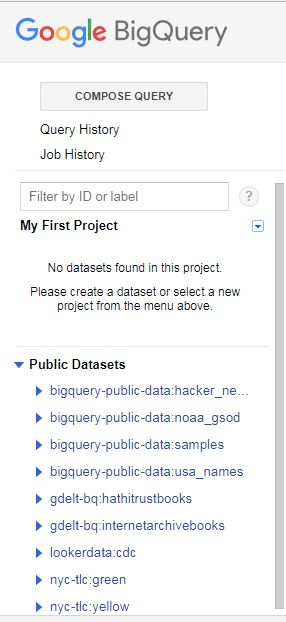 Google BigQuery
COMPOSE QUERY
Query History
Job History
Filter by ID or label
?
My First Project
No datasets found in this project.
Please create a dataset or select a new
project from the menu above.
Public Datasets
bigquery-public-data:hacker_ne...
bigquery-public-data:noaa_gsod
bigquery-public-data:samples
bigquery-public-data:usa_names
gdelt-bq:hathitrustbooks
gdelt-bq:internetarchivebooks
lookerdata:cdc
nyc-tlc:green
nyc-tlc:yellow